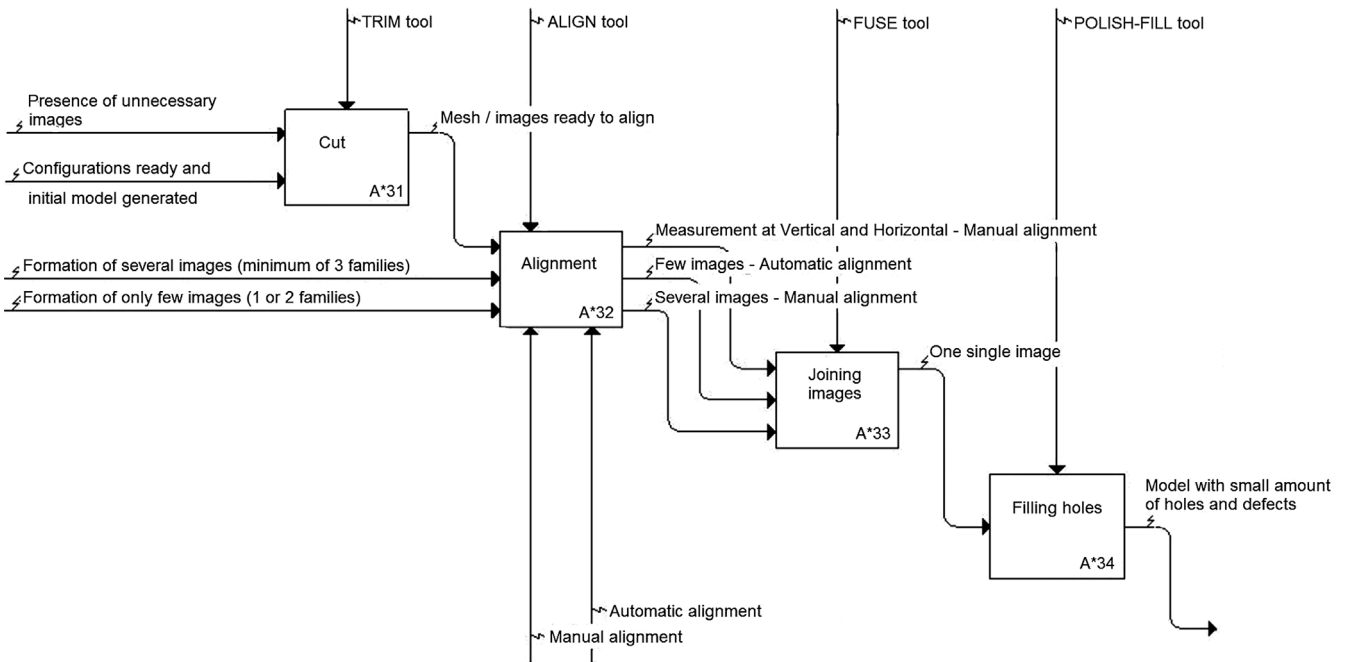 TRIM tool
ALIGN tool
FUSE tool
POLISH-FILL tool
Presence of unnecessary
images
Mesh / images ready to align
Cut
Configurations ready and
A*31
initial model generated
Measurement at Vertical and Horizontal - Manual alignment
Formation of several images (minimum of 3 families)
Alignment
Few images - Automatic alignment
Formation of only few images (1 or 2 families)
Several images - Manual alignment
A*32
One single image
Joining
images
A*33
Model with small amount
of holes and defects
Filling holes
A*34
Automatic alignment
Manual alignment